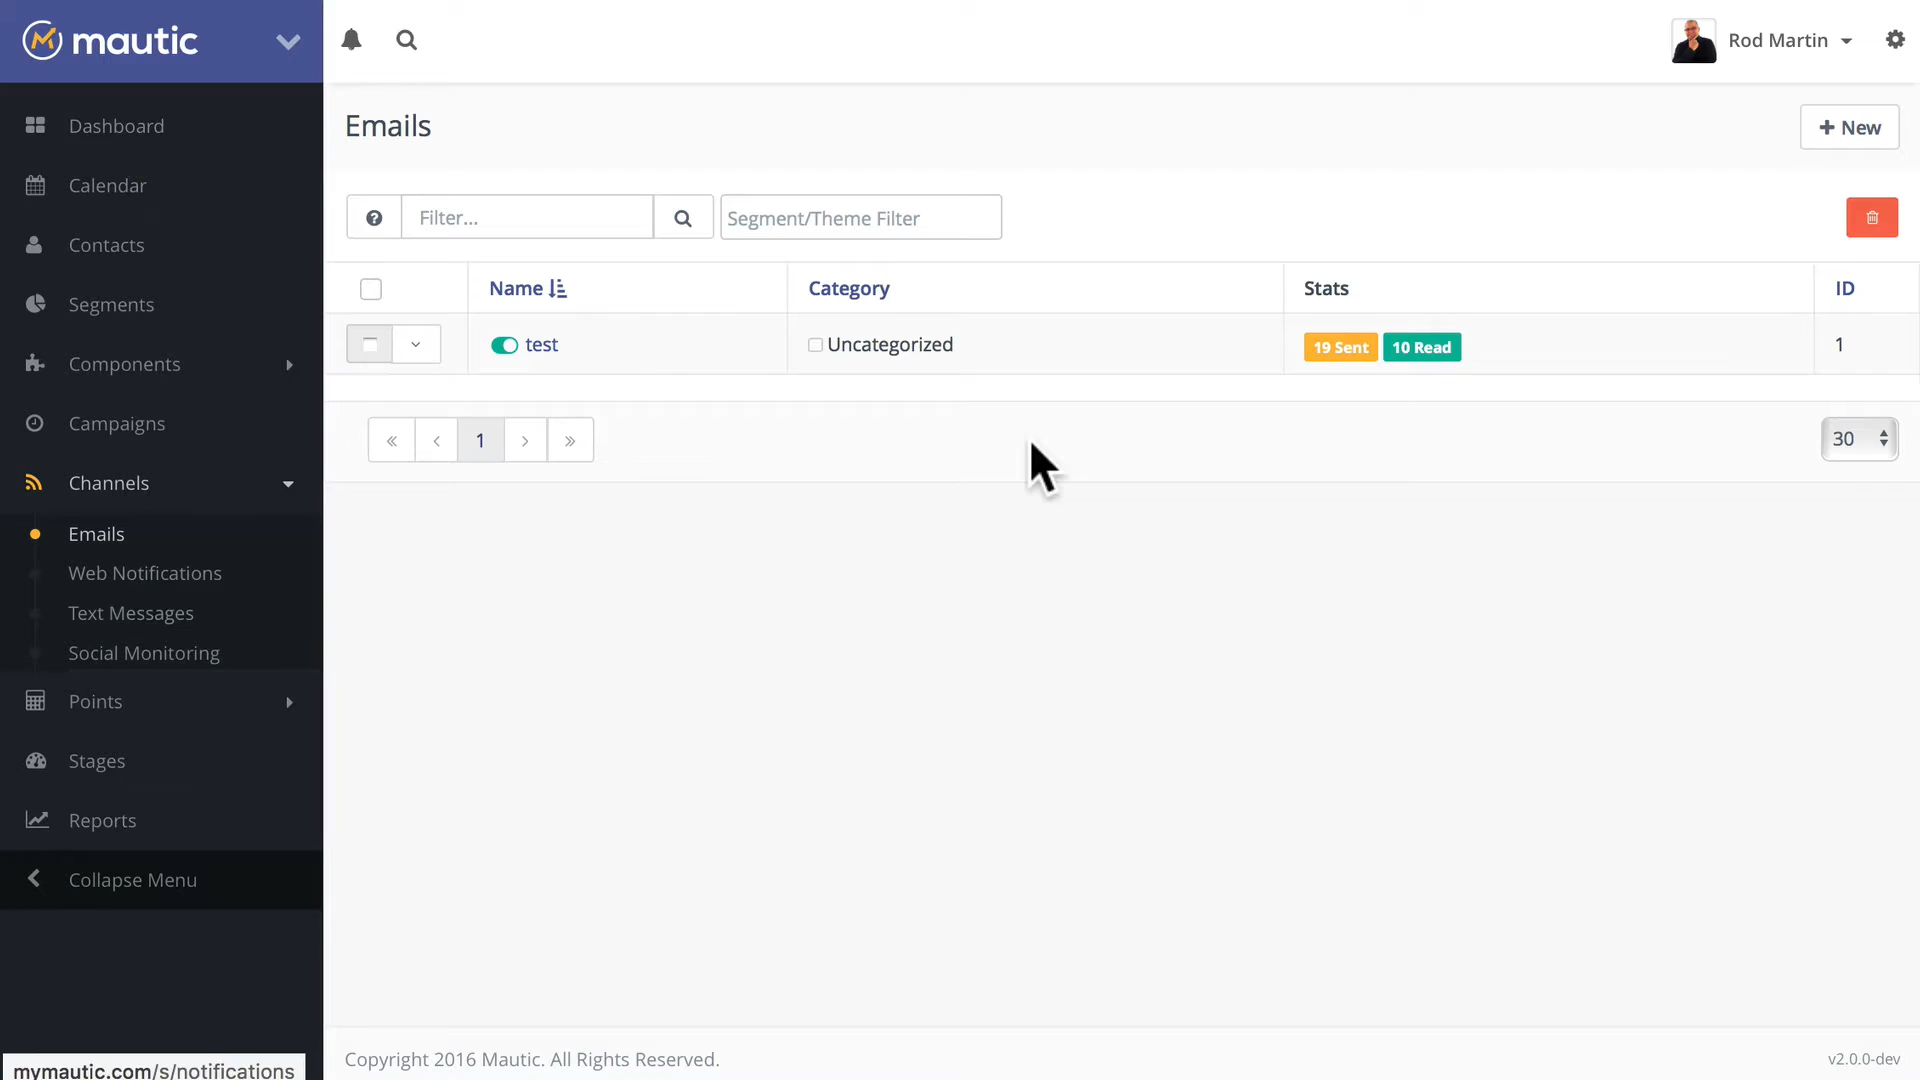 mautic
Rod Martin
Dashboard
Calendar
Contacts
Segments
Components
Campaigns
Channels
Emails
Web Notifications
Text Messages
Social Monitoring
Points
Stages
Reports
Collapse Menu
mymautic.com/s/notifications
Emails
+ New
Filter...
Segment/Theme Filter
Name Category Stats ID
test Uncategorized 19 Sent 10 Read 1
« ‹ 1 › »
30
Copyright 2016 Mautic. All Rights Reserved.
v2.0.0-dev